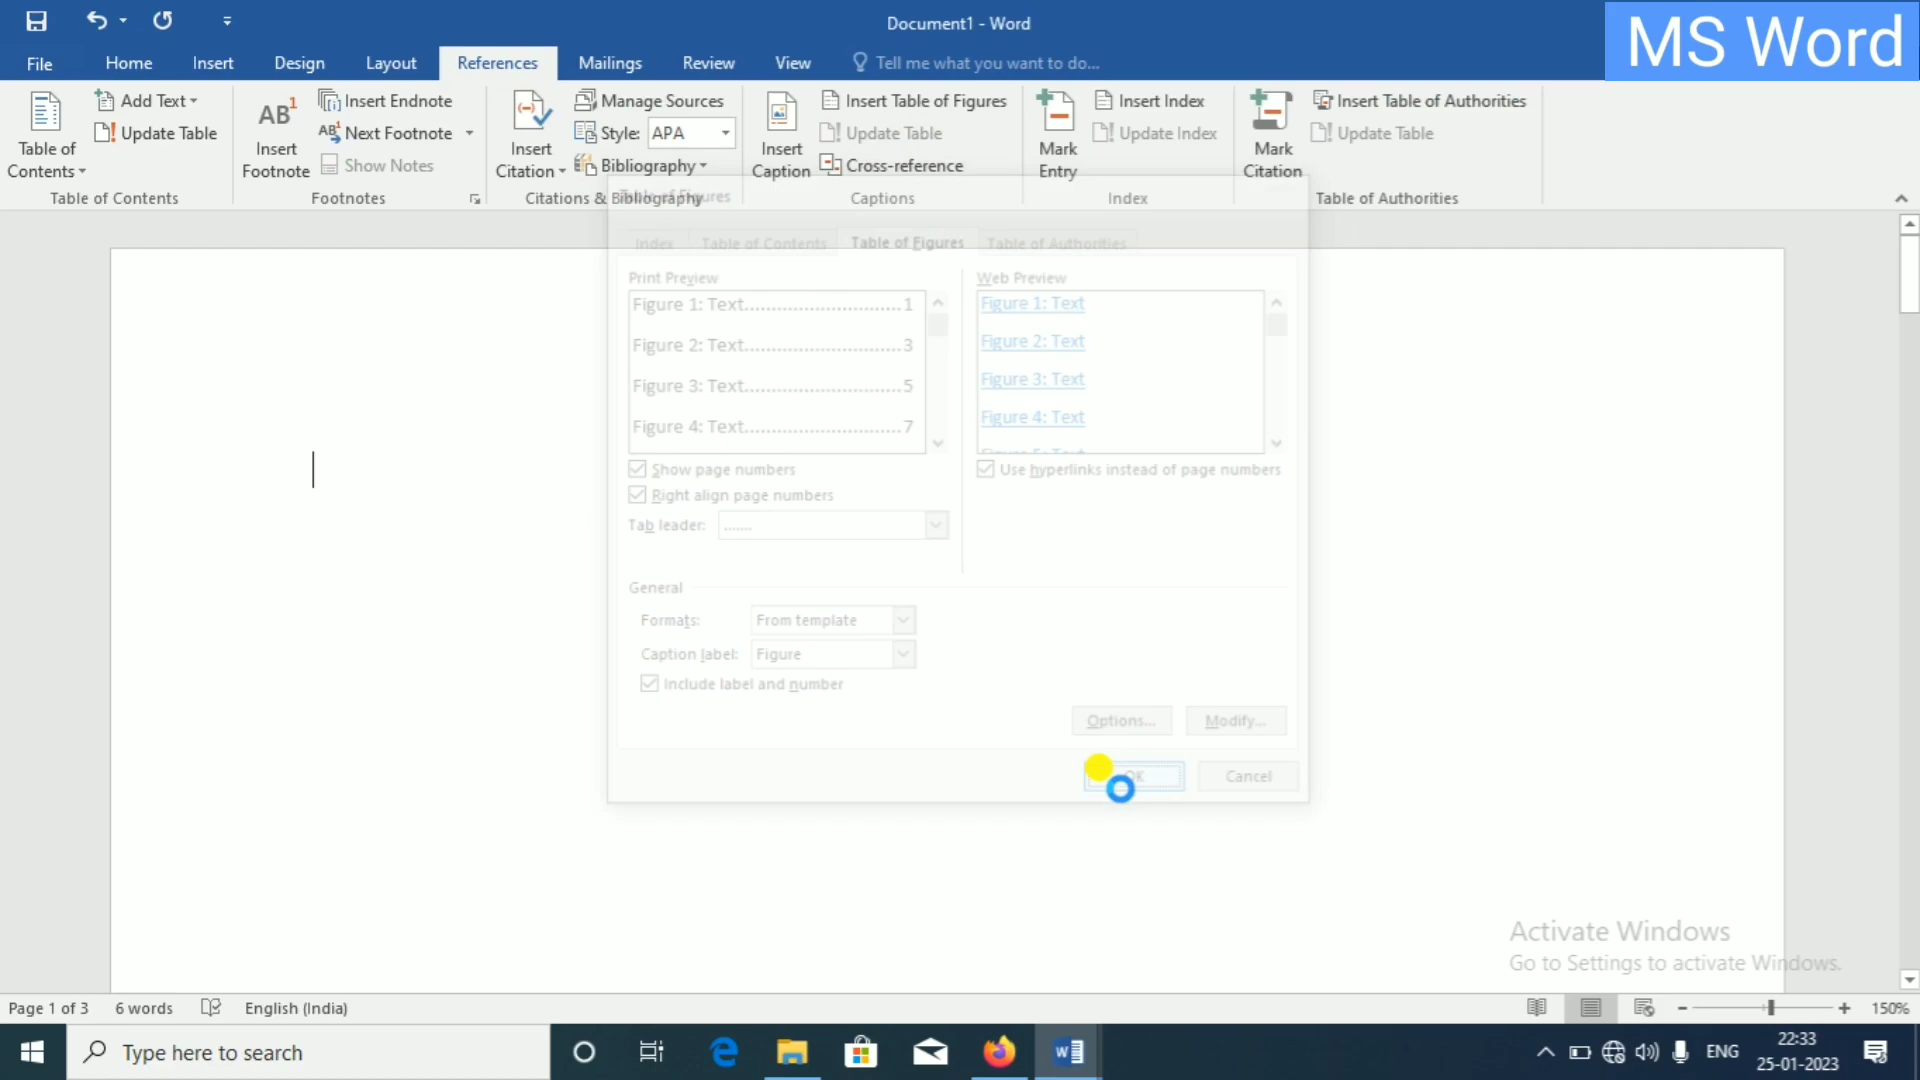 Document1 - Word
MS Word
File Home Insert Design Layout References Mailings Review View Tell me what you want to do...
Table of Contents
Add Text
Update Table
Table of Contents
AB1
Insert Footnote
Insert Endnote
AB1 Next Footnote
Show Notes
Footnotes
Insert Citation
Manage Sources
Style: APA
Bibliography
Citations & Bibliography
Insert Caption
Insert Table of Figures
Update Table
Cross-reference
Captions
Mark Entry
Insert Index
Update Index
Index
Mark Citation
Insert Table of Authorities
Update Table
Table of Authorities
Table of Figures
Index Table of Contents Table of Figures Table of Authorities
Print Preview
Figure 1: Text............................1
Figure 2: Text............................3
Figure 3: Text............................5
Figure 4: Text............................7
Show page numbers
Right align page numbers
Tab leader: .......
Web Preview
Figure 1: Text
Figure 2: Text
Figure 3: Text
Figure 4: Text
Use hyperlinks instead of page numbers
General
Formats: From template
Caption label: Figure
Include label and number
Options... Modify...
OK Cancel
Activate Windows
Go to Settings to activate Windows.
Page 1 of 3 6 words English (India) 150%
Type here to search
ENG
22:33
25-01-2023